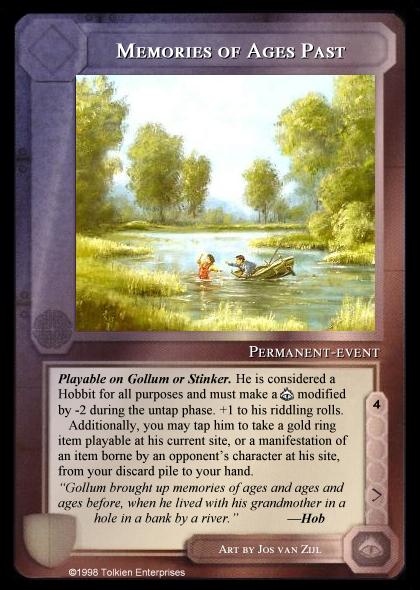 MEMORIES OF AGES PAST
PERMANENT-EVENT
Playable on Gollum or Stinker. He is considered a
Hobbit for all purposes and must make a modified
by -2 during the untap phase. +1 to his riddling rolls.
Additionally, you may tap him to take a gold ring
item playable at his current site, or a manifestation of
an item borne by an opponent's character at his site,
from your discard pile to your hand.
"Gollum brought up memories of ages and ages and
ages before, when he lived with his grandmother in a
hole in a bank by a river." —Hob
4
ART BY JOS VAN ZIJL
©1998 Tolkien Enterprises